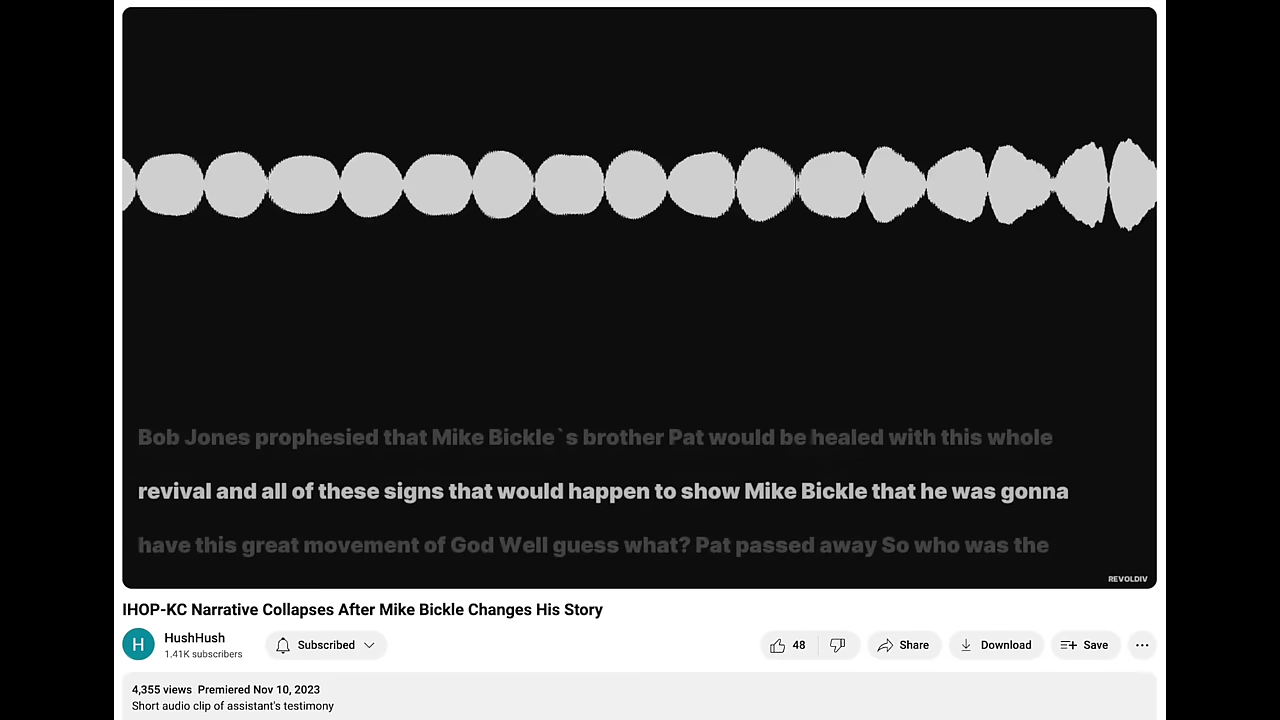 Bob Jones prophesied that Mike Bickle`s brother Pat would be healed with this whole
revival and all of these signs that would happen to show Mike Bickle that he was gonna
have this great movement of God Well guess what? Pat passed away So who was the
REVOLDIV
IHOP-KC Narrative Collapses After Mike Bickle Changes His Story
H
HushHush
1.41K subscribers
Subscribed
48
Share
Download
Save
4,355 views Premiered Nov 10, 2023
Short audio clip of assistant's testimony